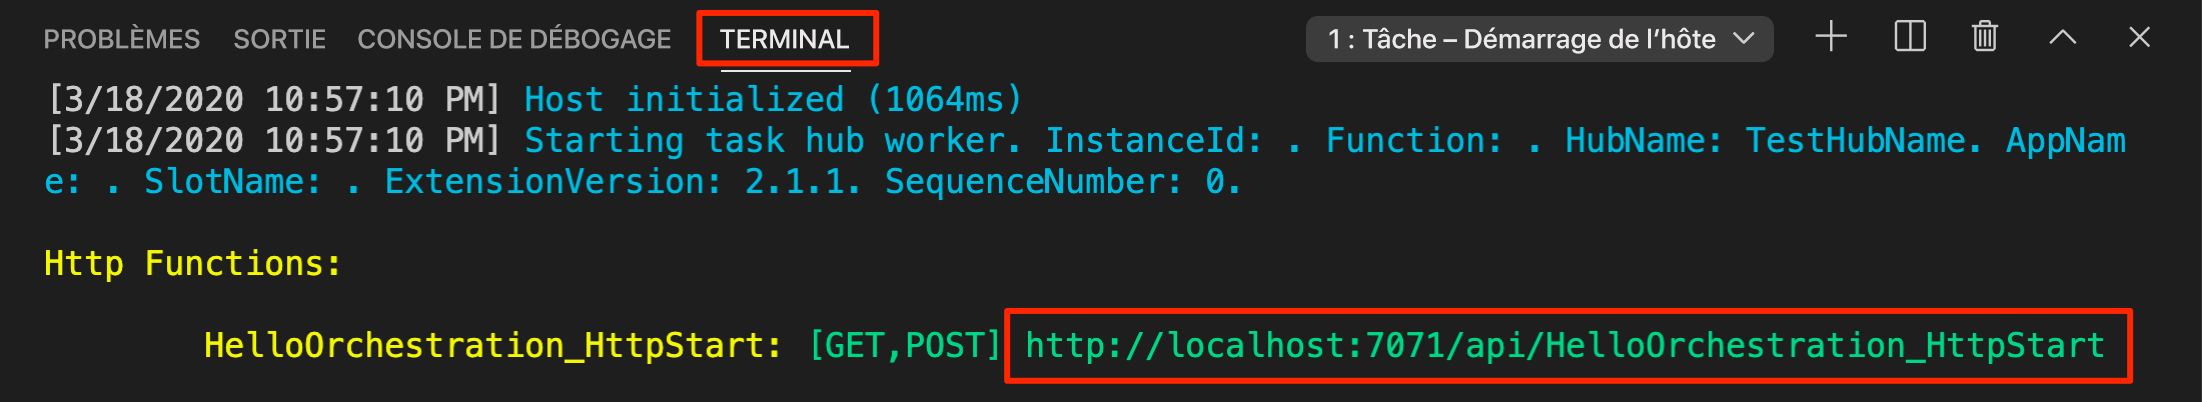 PROBLÈMES SORTIE CONSOLE DE DÉBOGAGE TERMINAL 1 : Tâche – Démarrage de l’hôte
[3/18/2020 10:57:10 PM] Host initialized (1064ms)
[3/18/2020 10:57:10 PM] Starting task hub worker. InstanceId: . Function: . HubName: TestHubName. AppNam
e: . SlotName: . ExtensionVersion: 2.1.1. SequenceNumber: 0.
Http Functions:
HelloOrchestration_HttpStart: [GET,POST] http://localhost:7071/api/HelloOrchestration_HttpStart